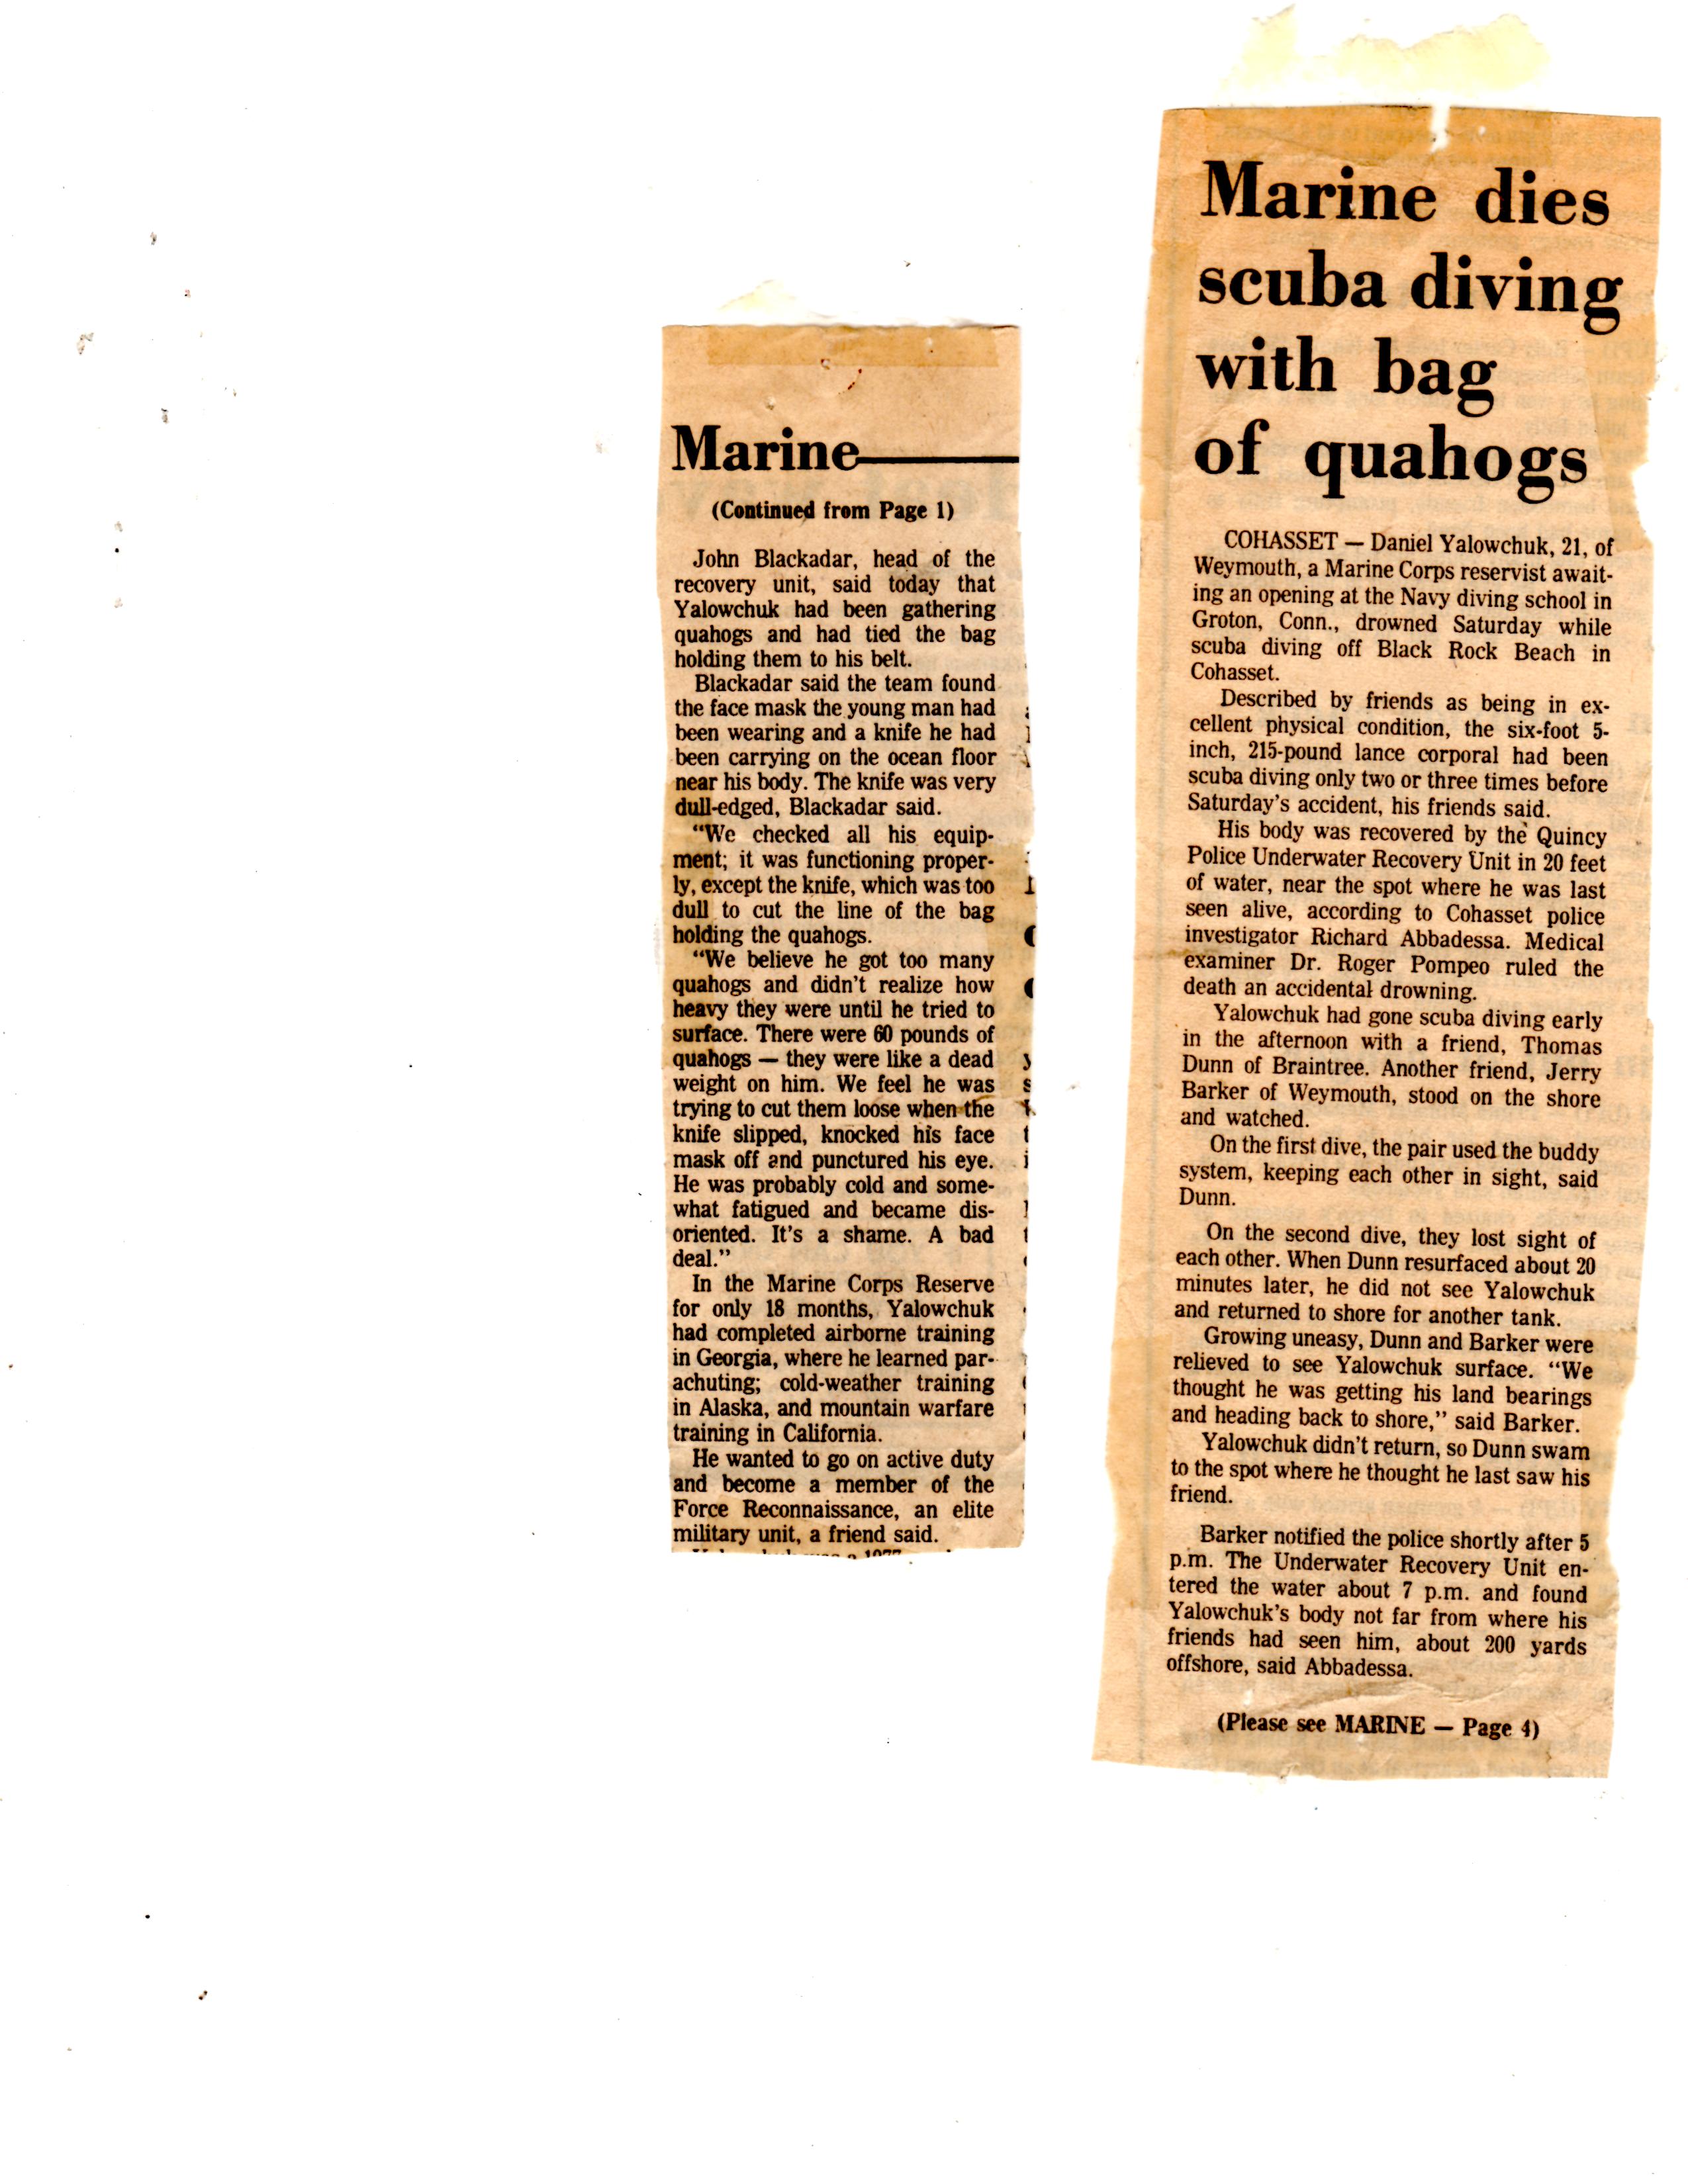 Marine dies
scuba diving
with bag
of quahogs
COHASSET — Daniel Yalowchuk, 21, of
Weymouth, a Marine Corps reservist await-
ing an opening at the Navy diving school in
Groton, Conn., drowned Saturday while
scuba diving off Black Rock Beach in
Cohasset.
Described by friends as being in ex-
cellent physical condition, the six-foot 5-
inch, 215-pound lance corporal had been
scuba diving only two or three times before
Saturday's accident, his friends said.
His body was recovered by the Quincy
Police Underwater Recovery Unit in 20 feet
of water, near the spot where he was last
seen alive, according to Cohasset police
investigator Richard Abbadessa. Medical
examiner Dr. Roger Pompeo ruled the
death an accidental drowning.
Yalowchuk had gone scuba diving early
in the afternoon with a friend, Thomas
Dunn of Braintree. Another friend, Jerry
Barker of Weymouth, stood on the shore
and watched.
On the first dive, the pair used the buddy
system, keeping each other in sight, said
Dunn.
On the second dive, they lost sight of
each other. When Dunn resurfaced about 20
minutes later, he did not see Yalowchuk
and returned to shore for another tank.
Growing uneasy, Dunn and Barker were
relieved to see Yalowchuk surface. "We
thought he was getting his land bearings
and heading back to shore," said Barker.
Yalowchuk didn't return, so Dunn swam
to the spot where he thought he last saw his
friend.
Barker notified the police shortly after 5
p.m. The Underwater Recovery Unit en-
tered the water about 7 p.m. and found
Yalowchuk's body not far from where his
friends had seen him, about 200 yards
offshore, said Abbadessa.
(Please see MARINE — Page 4)
Marine
(Continued from Page 1)
John Blackadar, head of the
recovery unit, said today that
Yalowchuk had been gathering
quahogs and had tied the bag
holding them to his belt.
Blackadar said the team found
the face mask the young man had
been wearing and a knife he had
been carrying on the ocean floor
near his body. The knife was very
dull-edged, Blackadar said.
"We checked all his equip-
ment; it was functioning proper-
ly, except the knife, which was too
dull to cut the line of the bag
holding the quahogs.
"We believe he got too many
quahogs and didn't realize how
heavy they were until he tried to
surface. There were 60 pounds of
quahogs — they were like a dead
weight on him. We feel he was
trying to cut them loose when the
knife slipped, knocked his face
mask off and punctured his eye.
He was probably cold and some-
what fatigued and became dis-
oriented. It's a shame. A bad
deal."
In the Marine Corps Reserve
for only 18 months, Yalowchuk
had completed airborne training
in Georgia, where he learned par-
achuting; cold-weather training
in Alaska, and mountain warfare
training in California.
He wanted to go on active duty
and become a member of the
Force Reconnaissance, an elite
military unit, a friend said.